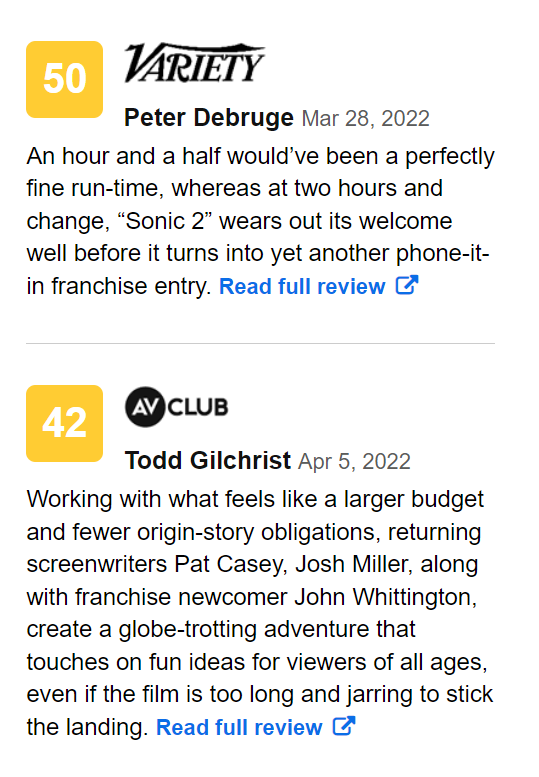 50
VARIETY
Peter Debruge Mar 28, 2022
An hour and a half would’ve been a perfectly
fine run-time, whereas at two hours and
change, “Sonic 2” wears out its welcome
well before it turns into yet another phone-it-
in franchise entry. Read full review
42
AV CLUB
Todd Gilchrist Apr 5, 2022
Working with what feels like a larger budget
and fewer origin-story obligations, returning
screenwriters Pat Casey, Josh Miller, along
with franchise newcomer John Whittington,
create a globe-trotting adventure that
touches on fun ideas for viewers of all ages,
even if the film is too long and jarring to stick
the landing. Read full review